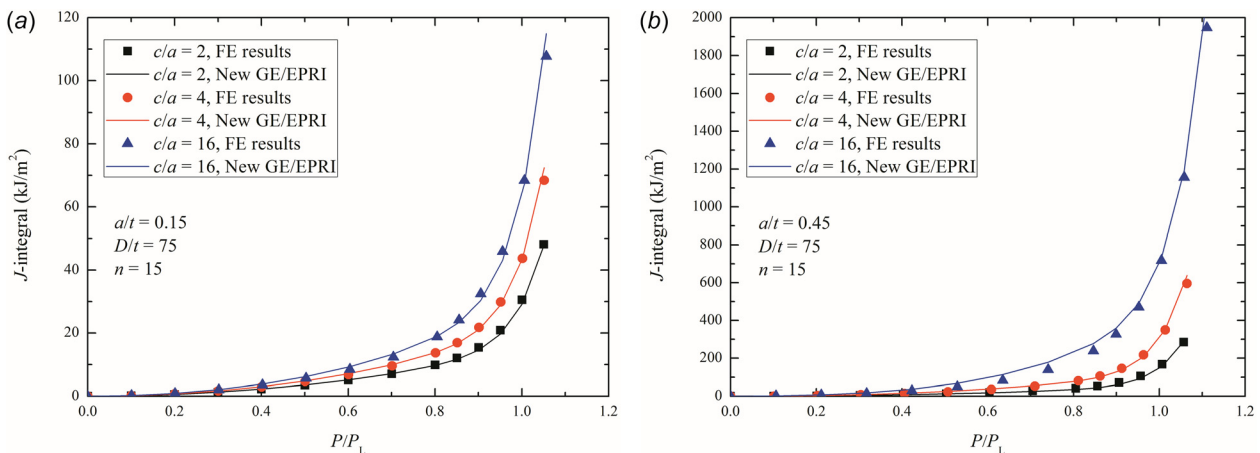 (a)
120
100
80
60
40
20
0
J-integral (kJ/m²)
c/a = 2, FE results
c/a = 2, New GE/EPRI
c/a = 4, FE results
c/a = 4, New GE/EPRI
c/a = 16, FE results
c/a = 16, New GE/EPRI
a/t = 0.15
D/t = 75
n = 15
0.0 0.2 0.4 0.6 0.8 1.0 1.2
P/P_L
(b)
2000
1800
1600
1400
1200
1000
800
600
400
200
0
J-integral (kJ/m²)
c/a = 2, FE results
c/a = 2, New GE/EPRI
c/a = 4, FE results
c/a = 4, New GE/EPRI
c/a = 16, FE results
c/a = 16, New GE/EPRI
a/t = 0.45
D/t = 75
n = 15
0.0 0.2 0.4 0.6 0.8 1.0 1.2
P/P_L